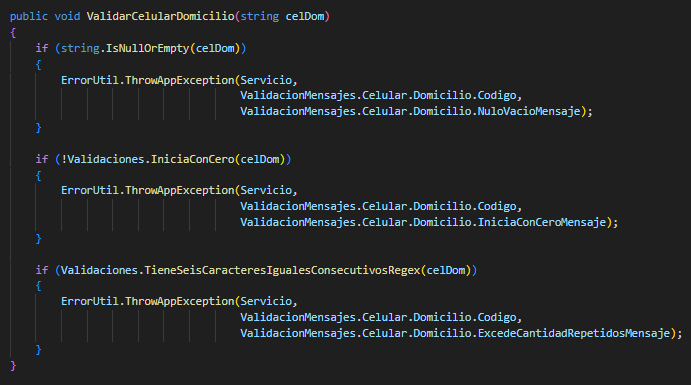 public void ValidarCelularDomicilio(string celDom)
{
    if (string.IsNullOrEmpty(celDom))
    {
        ErrorUtil.ThrowAppException(Servicio,
                                    ValidacionMensajes.Celular.Domicilio.Codigo,
                                    ValidacionMensajes.Celular.Domicilio.NuloVacioMensaje);
    }

    if (!Validaciones.IniciaConCero(celDom))
    {
        ErrorUtil.ThrowAppException(Servicio,
                                    ValidacionMensajes.Celular.Domicilio.Codigo,
                                    ValidacionMensajes.Celular.Domicilio.IniciaConCeroMensaje);
    }

    if (Validaciones.TieneSeisCaracteresIgualesConsecutivosRegex(celDom))
    {
        ErrorUtil.ThrowAppException(Servicio,
                                    ValidacionMensajes.Celular.Domicilio.Codigo,
                                    ValidacionMensajes.Celular.Domicilio.ExcedeCantidadRepetidosMensaje);
    }
}